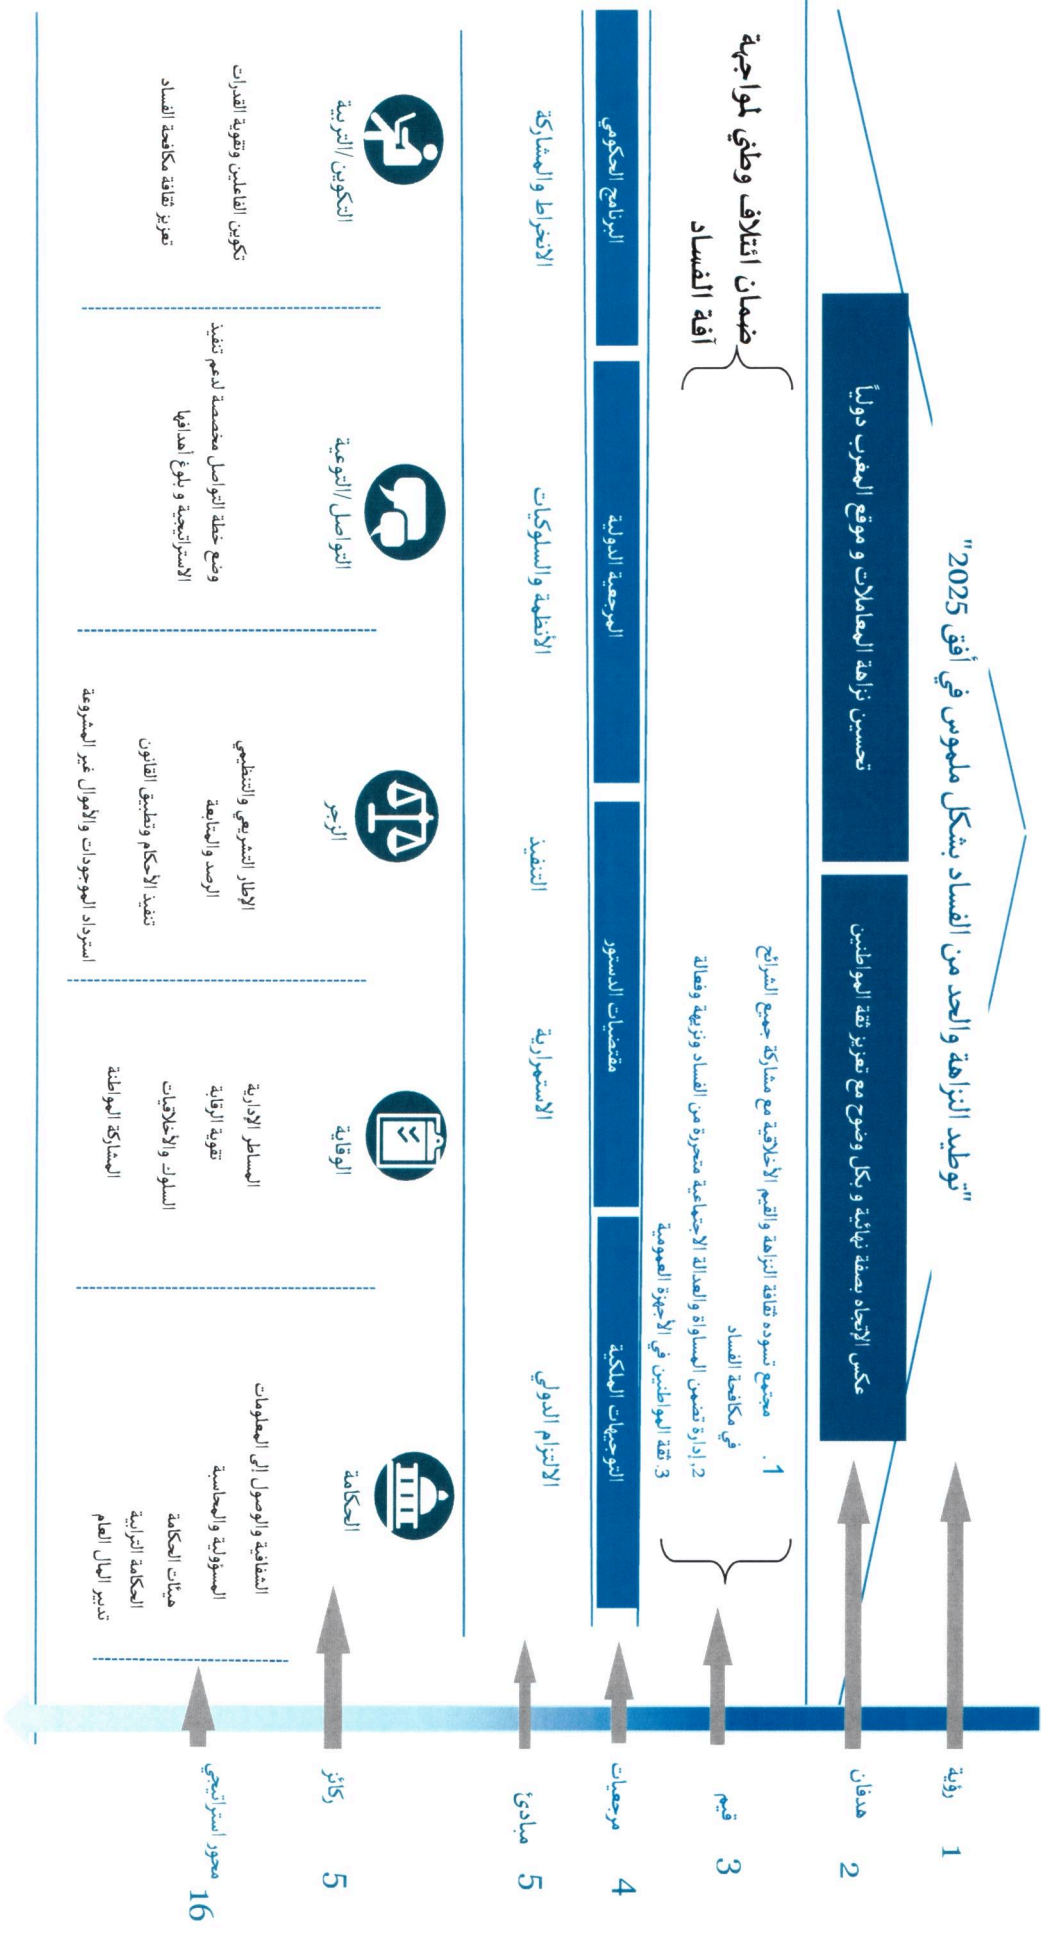 "توطيد النزاهة والحد من الفساد بشكل ملموس في أفق 2025"
رؤية 1
عكس الإتجاه بصفة نهائية و بكل وضوح مع تعزيز ثقة المواطنين
تحسين نزاهة المعاملات و موقع المغرب دولياً
هدفان 2
1. مجتمع تسوده ثقافة النزاهة والقيم الأخلاقية مع مشاركة جميع الشرائح
في مكافحة الفساد
2. إدارة تضمن المساواة والعدالة الاجتماعية متحررة من الفساد ونزيهة وفعالة
3. ثقة المواطنين في الأجهزة العمومية
ضمان ائتلاف وطني لمواجهة
آفة الفساد
قيم 3
التوجيهات الملكية
مقتضيات الدستور
المرجعية الدولية
البرنامج الحكومي
مرجعيات 4
الالتزام الدولي
الاستمرارية
التنفيذ
الأنظمة والسلوكيات
الانخراط والمشاركة
مبادئ 5
الحكامة
الوقاية
الزجر
التواصل/التوعية
التكوين/التربية
ركائز 5
الشفافية والوصول إلى المعلومات
المسؤولية والمحاسبة
هيئات الحكامة
الحكامة الترابية
تدبير المال العام
المساطر الإدارية
تقوية الرقابة
السلوك والأخلاقيات
المشاركة المواطنة
الإطار التشريعي والتنظيمي
الرصد والمتابعة
تنفيذ الأحكام وتطبيق القانون
استرداد الموجودات والأموال غير المشروعة
وضع خطة التواصل مخصصة لدعم تنفيذ
الاستراتيجية و بلوغ أهدافها
تكوين الفاعلين وتقوية القدرات
تعزيز ثقافة مكافحة الفساد
محور استراتيجي 16